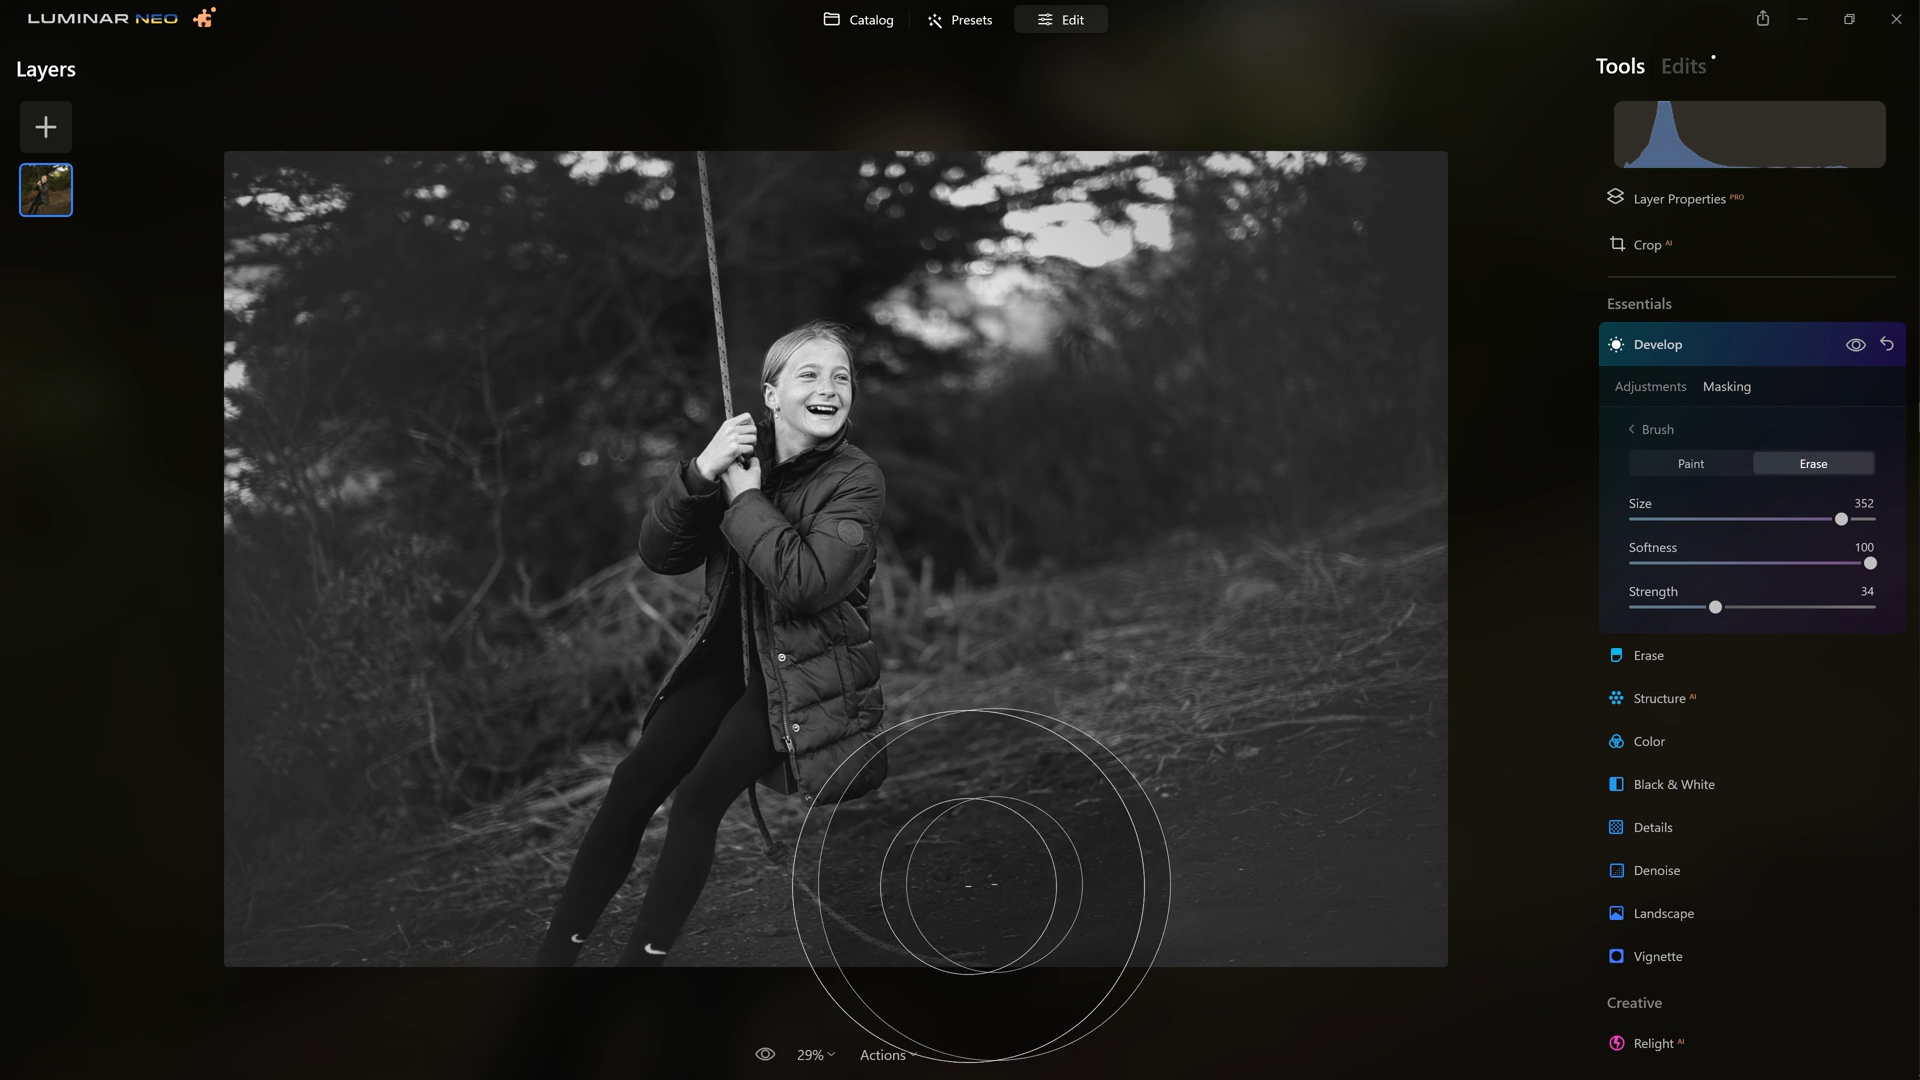 LUMINAR NEO
Catalog
Presets
Edit
Layers
Tools
Edits
Layer Properties PRO
Crop AI
Essentials
Develop
Adjustments
Masking
Brush
Paint
Erase
Size
352
Softness
100
Strength
34
Erase
Structure AI
Color
Black & White
Details
Denoise
Landscape
Vignette
Creative
Relight AI
29%
Actions